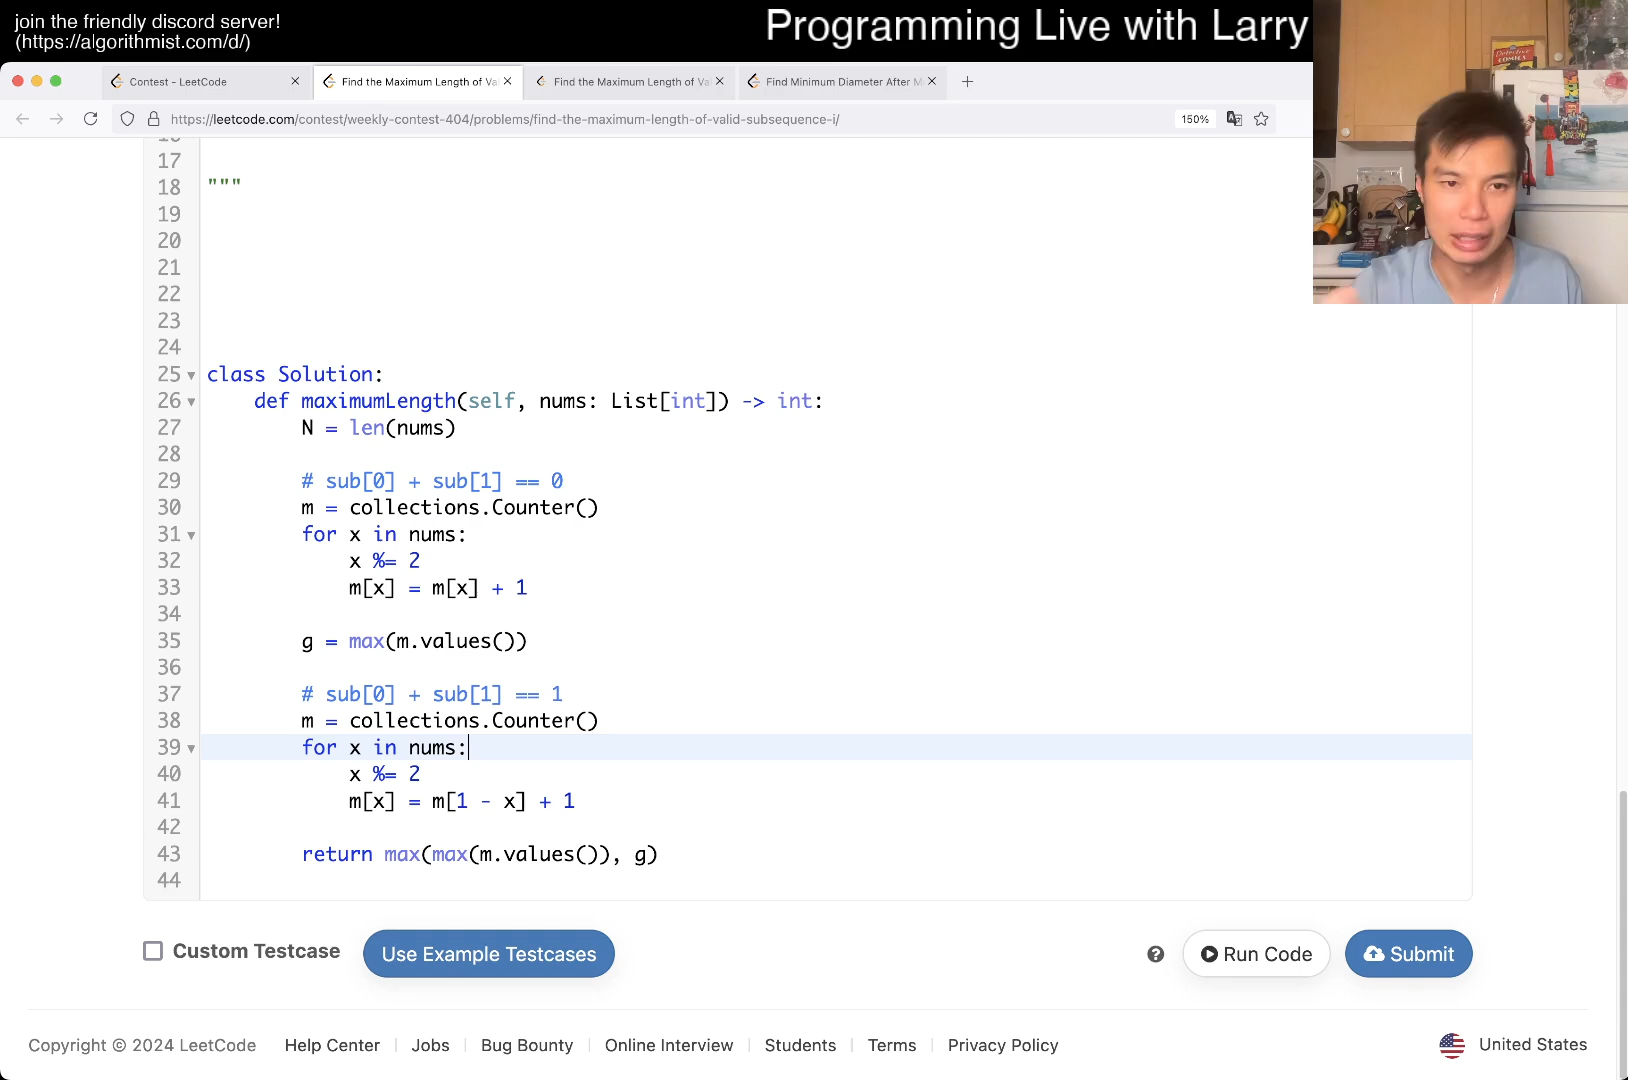 join the friendly discord server!
(https://algorithmist.com/d/)
Programming Live with Larry
Contest - LeetCode
Find the Maximum Length of Va
Find the Maximum Length of Va
Find Minimum Diameter After M
https://leetcode.com/contest/weekly-contest-404/problems/find-the-maximum-length-of-valid-subsequence-i/
150%
17
18 """
19
20
21
22
23
24
25 class Solution:
26 def maximumLength(self, nums: List[int]) -> int:
27 N = len(nums)
28
29 # sub[0] + sub[1] == 0
30 m = collections.Counter()
31 for x in nums:
32 x %= 2
33 m[x] = m[x] + 1
34
35 g = max(m.values())
36
37 # sub[0] + sub[1] == 1
38 m = collections.Counter()
39 for x in nums:
40 x %= 2
41 m[x] = m[1 - x] + 1
42
43 return max(max(m.values()), g)
44
Custom Testcase
Use Example Testcases
?
Run Code
Submit
Copyright © 2024 LeetCode
Help Center
Jobs
Bug Bounty
Online Interview
Students
Terms
Privacy Policy
United States